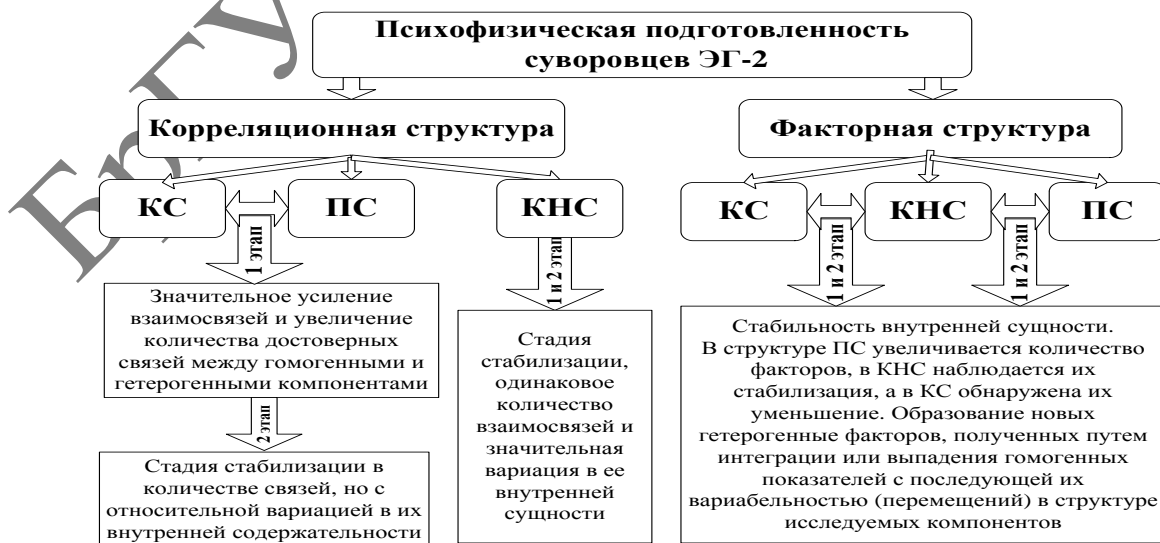 Психофизическая подготовленность
суворовцев ЭГ-2
Корреляционная структура
Факторная структура
КС
ПС
КНС
КС
КНС
ПС
1 этап
1 и 2 этап
1 и 2 этап
1 и 2 этап
Значительное усиление
взаимосвязей и увеличение
количества достоверных
связей между гомогенными и
гетерогенными компонентами
2 этап
Стадия стабилизации в
количестве связей, но с
относительной вариацией в их
внутренней содержательности
Стадия
стабилизации,
одинаковое
количество
взаимосвязей и
значительная
вариация в ее
внутренней
сущности
Стабильность внутренней сущности.
В структуре ПС увеличивается количество
факторов, в КНС наблюдается их
стабилизация, а в КС обнаружена их
уменьшение. Образование новых
гетерогенные факторов, полученных путем
интеграции или выпадения гомогенных
показателей с последующей их
вариабельностью (перемещений) в структуре
исследуемых компонентов
БрГУ